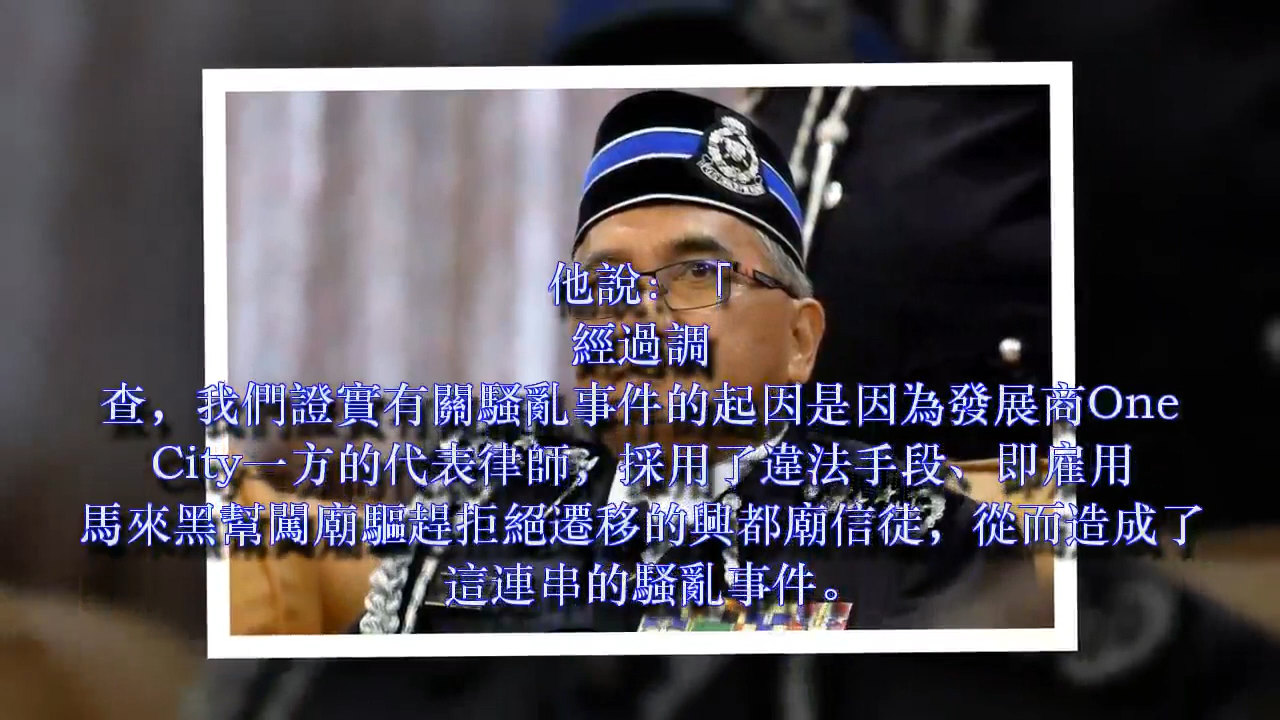 他說：「
經過調
查，我們證實有關騷亂事件的起因是因為發展商One
City一方的代表律師，採用了違法手段、即雇用
馬來黑幫闖廟驅趕拒絕遷移的興都廟信徒，從而造成了
這連串的騷亂事件。